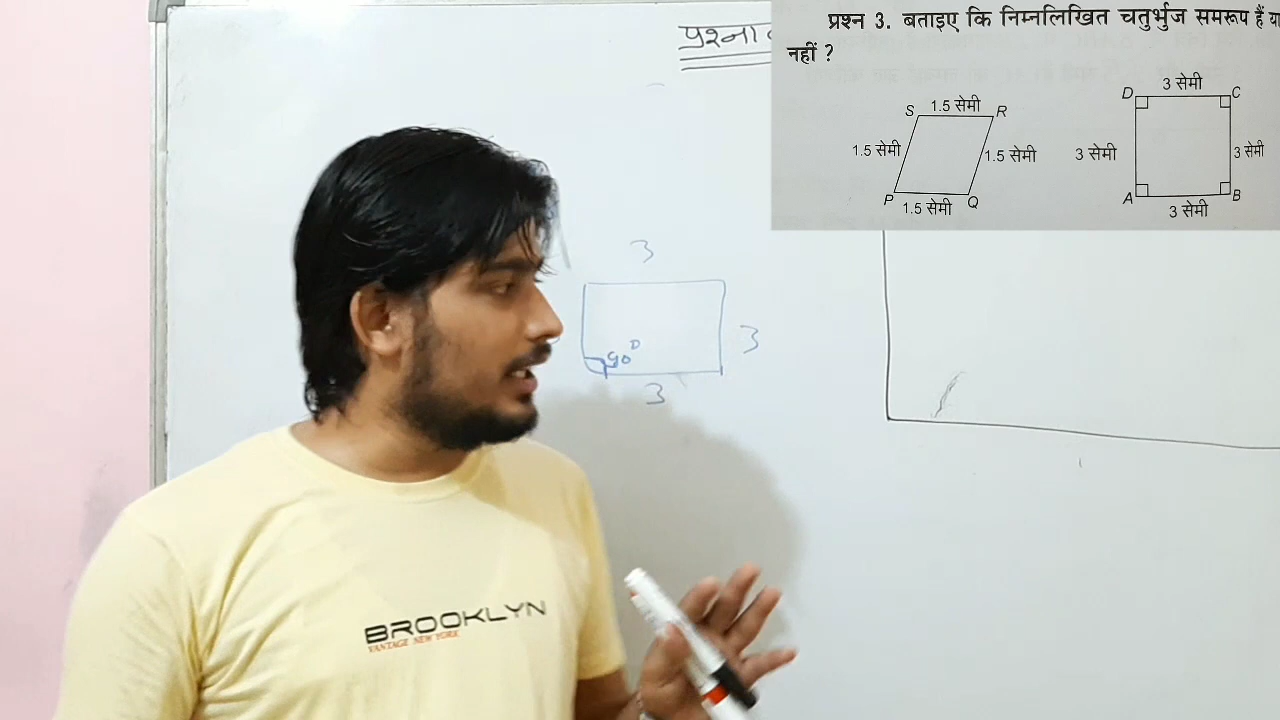 प्रश्ना
प्रश्न 3. बताइए कि निम्नलिखित चतुर्भुज समरूप हैं या
नहीं ?
S 1.5 सेमी R
1.5 सेमी 1.5 सेमी
P 1.5 सेमी Q
D 3 सेमी C
3 सेमी 3 सेमी
A 3 सेमी B
3
90°
3
3
BROOKLYN
VANTAGE NEW YORK